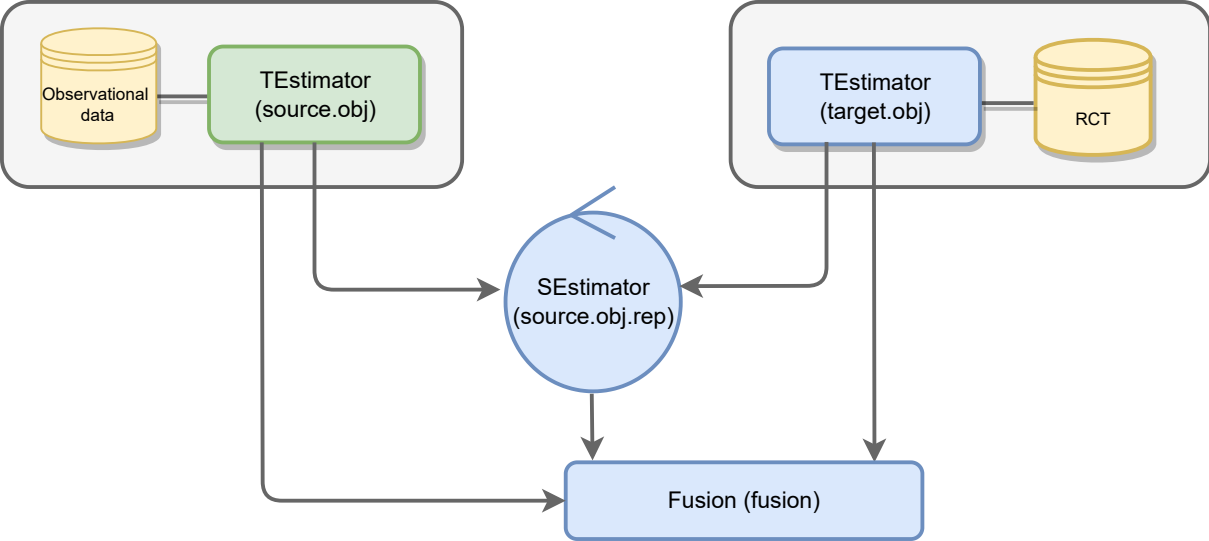 Observational
data
TEstimator
(source.obj)
TEstimator
(target.obj)
RCT
SEstimator
(source.obj.rep)
Fusion (fusion)